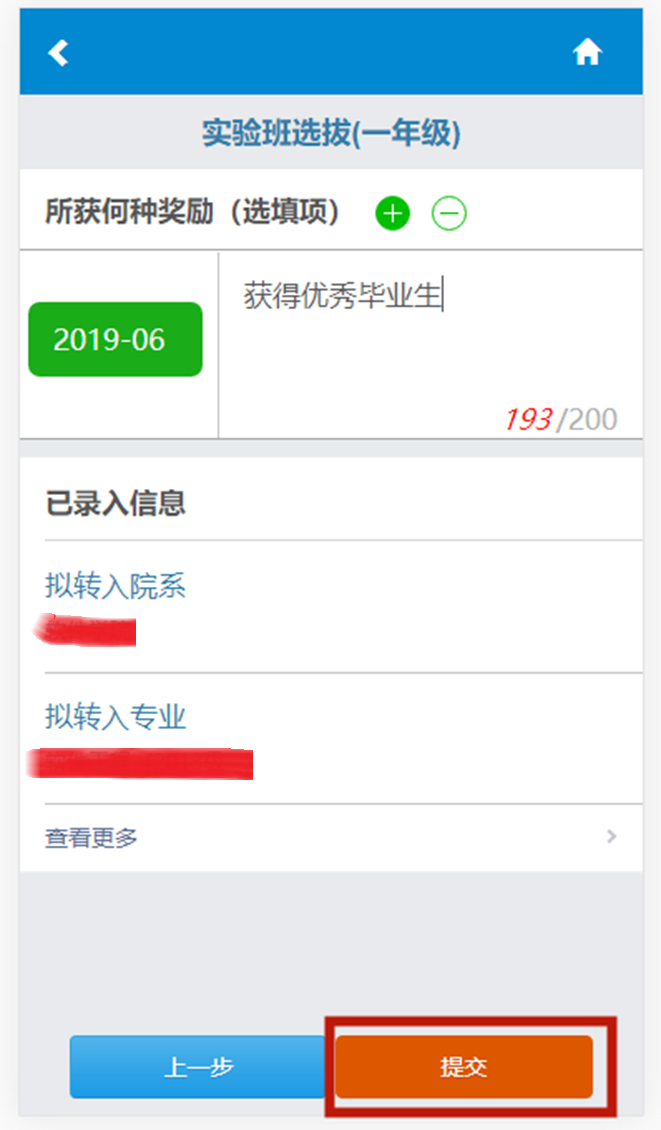 实验班选拔(一年级)
所获何种奖励（选填项）
2019-06
获得优秀毕业生
193/200
已录入信息
拟转入院系
拟转入专业
查看更多
上一步
提交